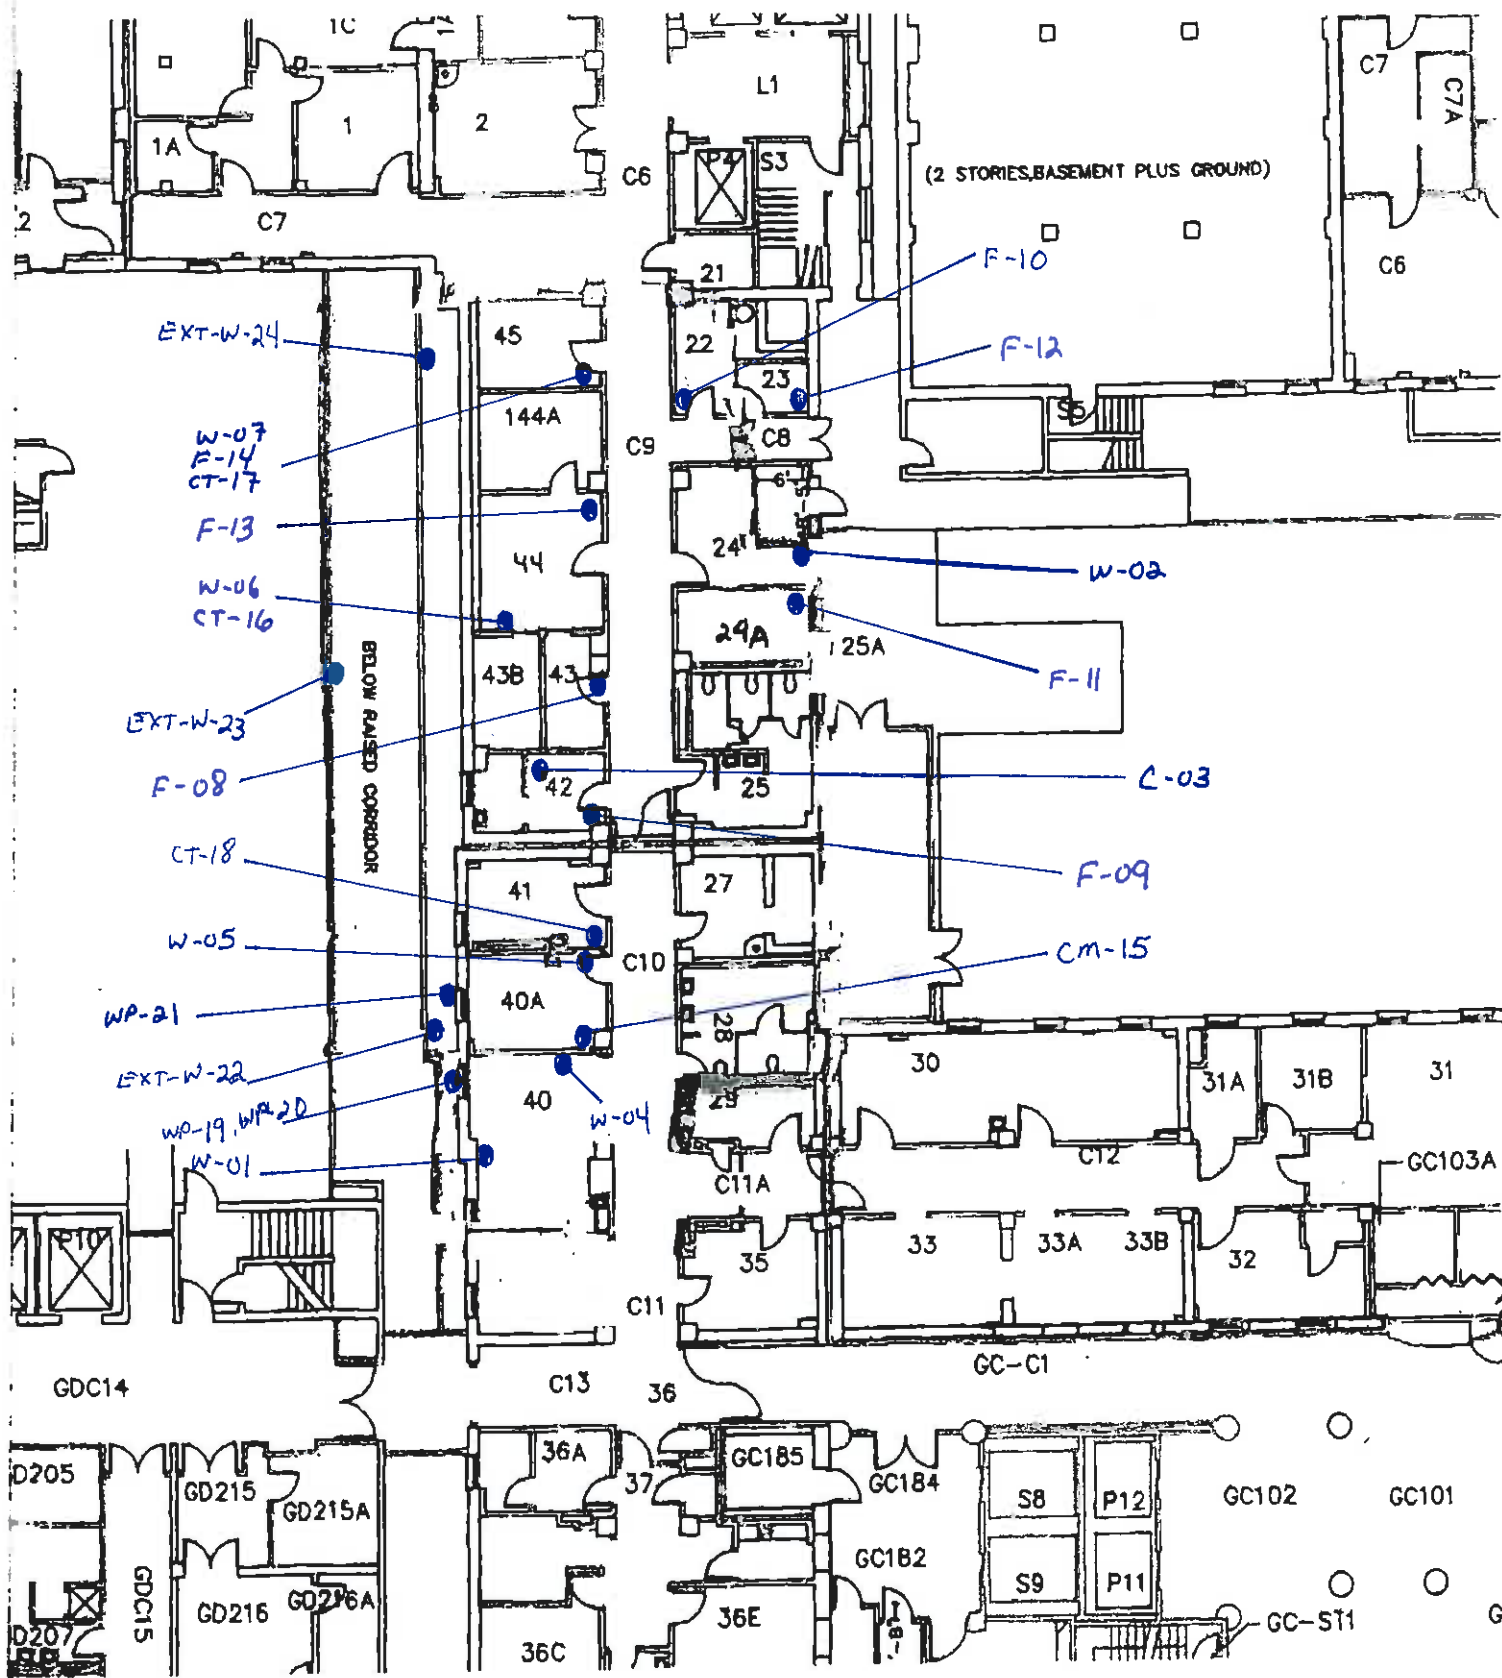 1C
L1
C7
C7A
1A
1
2
P4
S3
C6
(2 STORIES,BASEMENT PLUS GROUND)
.2
C7
21
F-10
C6
EXT-W-24
45
22
F-12
23
144A
S5
W-07
F-14
CT-17
C9
C8
6'
F-13
44
24
W-02
W-06
CT-16
24A
25A
43B
43
F-11
BELOW RAISED CORRIDOR
EXT-W-23
F-08
42
25
C-03
CT-18
41
27
F-09
W-05
C10
CM-15
40A
WP-21
28
30
31A
31B
31
EXT-W-22
40
29
W-04
WP-19, WP-20
W-01
C11A
C12
GC103A
P10
35
33
33A
33B
32
C11
GC-C1
GDC14
C13
36
36A
GC185
D205
GD215
37
GC184
GD215A
S8
P12
GC102
GC101
GC182
GDC15
GD216
GD216A
S9
P11
36E
D207
GC-ST1
36C